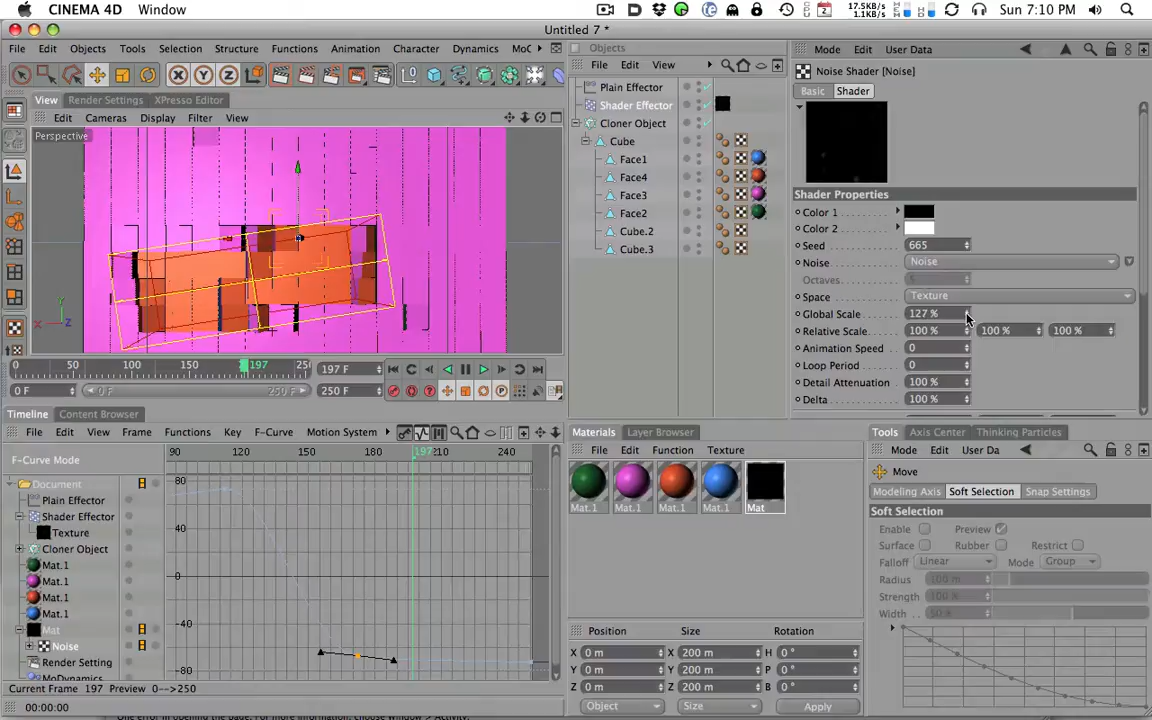 CINEMA 4D Window 17.5KB/s 1.1KB/s 2 Sun 7:10 PM
Untitled 7 *
File Edit Objects Tools Selection Structure Functions Animation Character Dynamics
View Render Settings XPresso Editor
View Cameras Display Filter View
Perspective
0 50 100 150 197
0 F 0 F 250 F 250 F
197 F
Timeline Content Browser
File Edit View Frame Functions Key F-Curve Motion System
F-Curve Mode
90 120 150 180 197 210 240
80
40
0
-40
-80
Document
Plain Effector
Shader Effector
Texture
Cloner Object
Mat.1
Mat.1
Mat.1
Mat.1
Mat
Noise
Render Setting
MoDynamics
Current Frame 197 Preview 0-->250
00:00:00
Objects
File Edit View
Plain Effector
Shader Effector
Cloner Object
Cube
Face1
Face4
Face3
Face2
Cube.2
Cube.3
Mode Edit User Data
Noise Shader [Noise]
Basic Shader
Shader Properties
Color 1
Color 2
Seed 665
Noise Noise
Octaves 5
Space Texture
Global Scale 127 %
Relative Scale 100 % 100 % 100 %
Animation Speed 0
Loop Period 0
Detail Attenuation 100 %
Delta 100 %
Materials Layer Browser
File Edit Function Texture
Mat.1 Mat.1 Mat.1 Mat.1 Mat
Position Size Rotation
X 0 m X 200 m H 0 °
Y 0 m Y 200 m P 0 °
Z 0 m Z 200 m B 0 °
Object Size Apply
Tools Axis Center Thinking Particles
Mode Edit User Da
Move
Modeling Axis Soft Selection Snap Settings
Soft Selection
Enable Preview
Surface Rubber Restrict
Falloff Linear Mode Group
Radius 100 m
Strength 100 %
Width 50 %